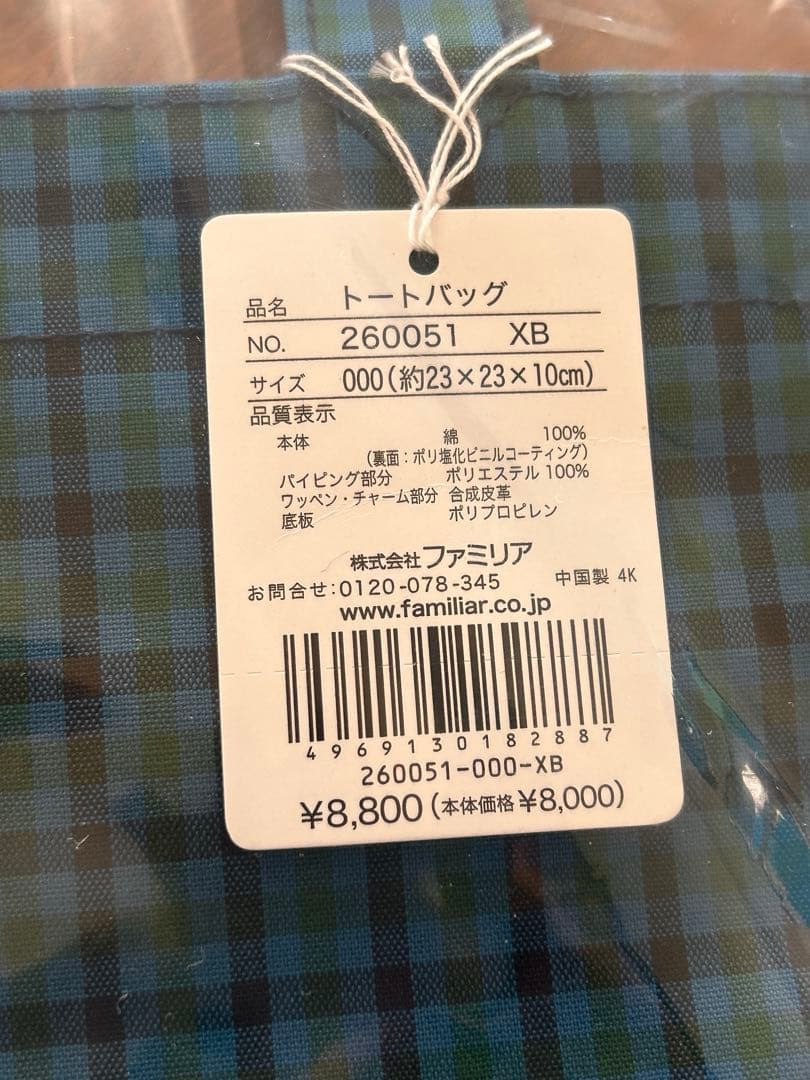 品名 トートバッグ
NO. 260051 XB
サイズ 000(約23×23×10cm)
品質表示
本体 綿 100%
(裏面：ポリ塩化ビニルコーティング)
パイピング部分 ポリエステル 100%
ワッペン・チャーム部分 合成皮革
底板 ポリプロピレン
株式会社ファミリア
お問合せ：0120-078-345 中国製 4K
www.familiar.co.jp
4969130182887
260051-000-XB
¥8,800(本体価格¥8,000)